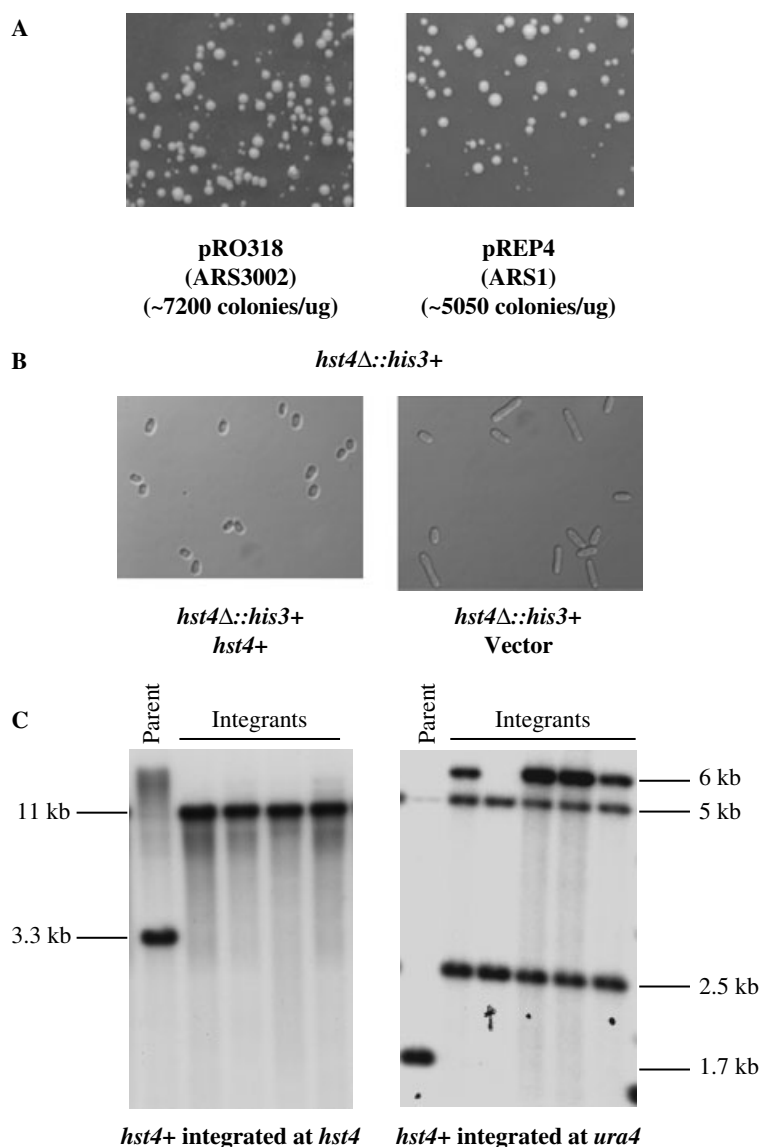 A
pRO318
(ARS3002)
(~7200 colonies/ug)
pREP4
(ARS1)
(~5050 colonies/ug)
B
hst4Δ::his3+
hst4Δ::his3+
hst4+
hst4Δ::his3+
Vector
C
Parent
Integrants
11 kb
3.3 kb
hst4+ integrated at hst4
Parent
Integrants
6 kb
5 kb
2.5 kb
1.7 kb
hst4+ integrated at ura4